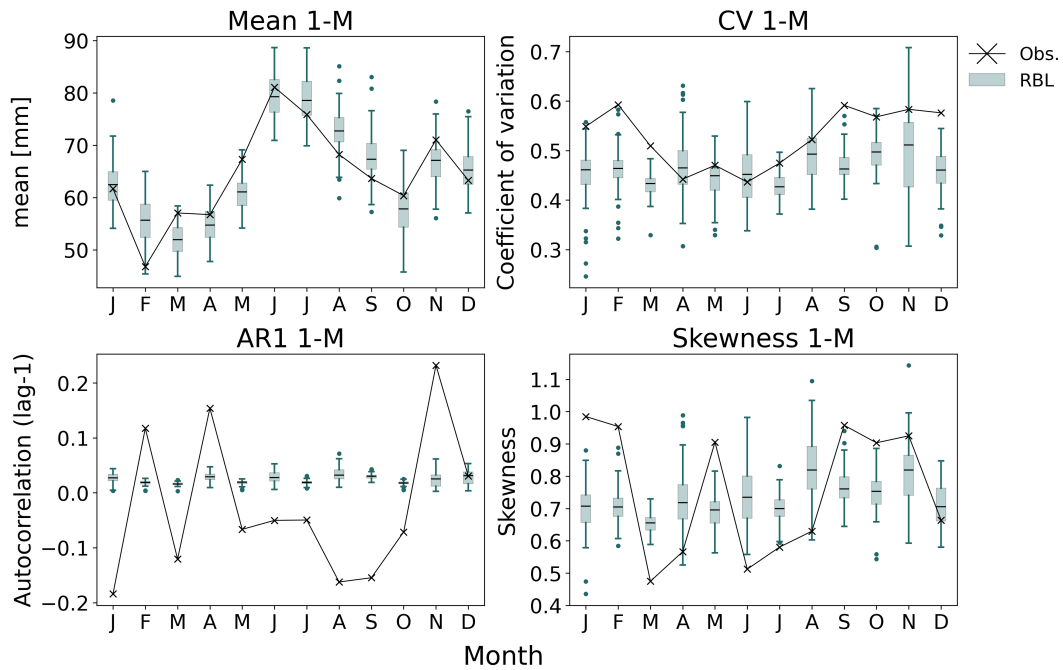 Mean 1-M
CV 1-M
90
80
70
60
50
mean [mm]
J F M A M J J A S O N D
0.7
0.6
0.5
0.4
0.3
Coefficient of variation
J F M A M J J A S O N D
Obs.
RBL
AR1 1-M
Skewness 1-M
0.2
0.1
0.0
−0.1
−0.2
Autocorrelation (lag-1)
J F M A M J J A S O N D
1.1
1.0
0.9
0.8
0.7
0.6
0.5
0.4
Skewness
J F M A M J J A S O N D
Month